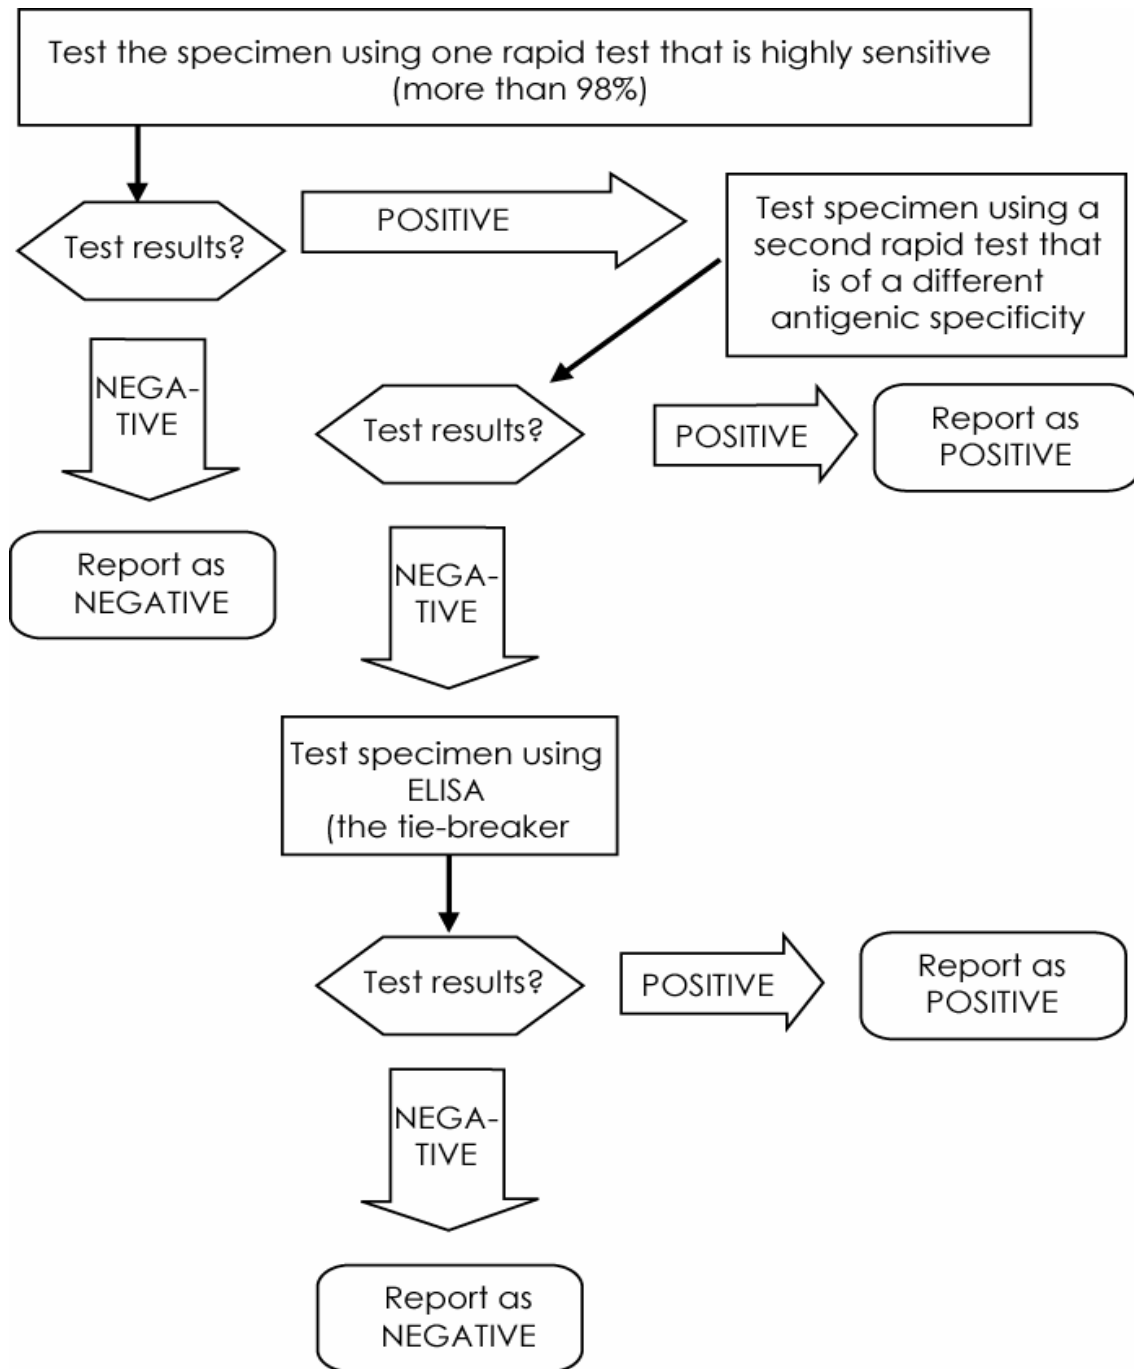 Test the specimen using one rapid test that is highly sensitive
(more than 98%)
Test results?
POSITIVE
Test specimen using a
second rapid test that
is of a different
antigenic specificity
NEGA-
TIVE
Report as
NEGATIVE
Test results?
POSITIVE
Report as
POSITIVE
NEGA-
TIVE
Test specimen using
ELISA
(the tie-breaker
Test results?
POSITIVE
Report as
POSITIVE
NEGA-
TIVE
Report as
NEGATIVE